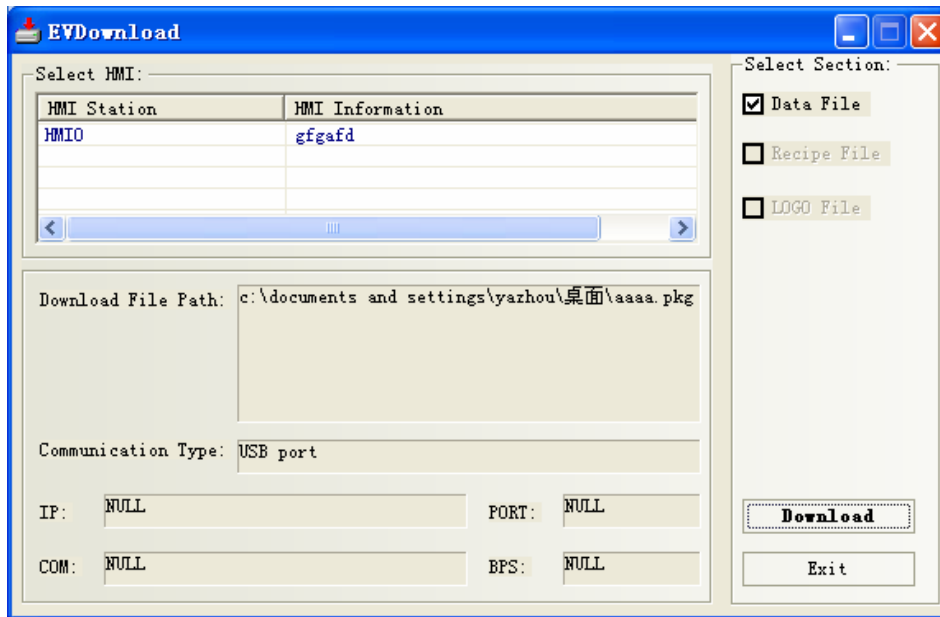 EVDownload
Select HMI:
HMI Station HMI Information
HMI0 gfgafd
Download File Path: c:\documents and settings\yazhou\桌面\aaaa.pkg
Communication Type: USB port
IP: NULL PORT: NULL
COM: NULL BPS: NULL
Select Section:
Data File
Recipe File
LOGO File
Download
Exit